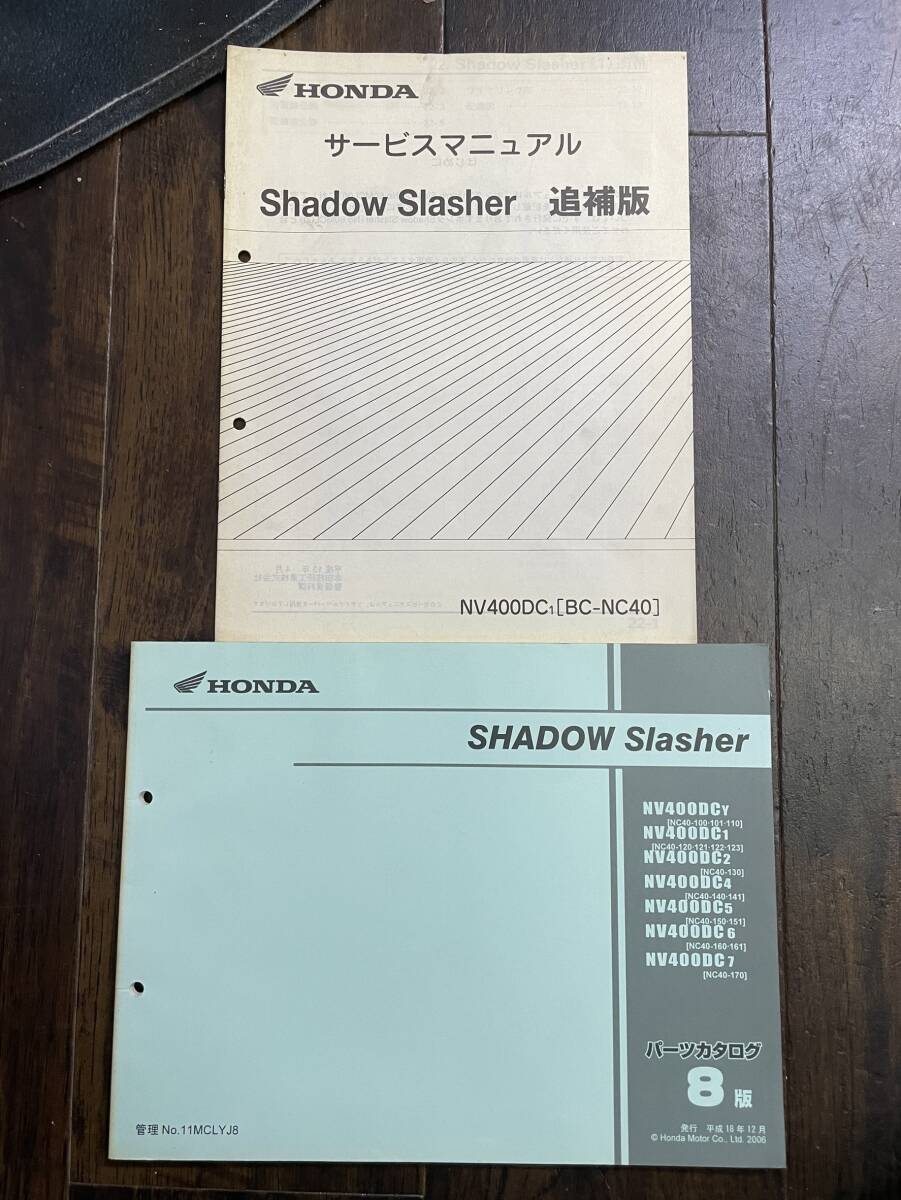 HONDA
サービスマニュアル
Shadow Slasher 追補版
NV400DC1[BC-NC40]
22-1
HONDA
SHADOW Slasher
NV400DCY
[NC40-100·101·110]
NV400DC1
[NC40-120·121·122·123]
NV400DC2
[NC40-130]
NV400DC4
[NC40-140·141]
NV400DC5
[NC40-150·151]
NV400DC6
[NC40-160·161]
NV400DC7
[NC40-170]
パーツカタログ
8版
発行 平成18年12月
© Honda Motor Co., Ltd. 2006
管理 No.11MCLYJ8